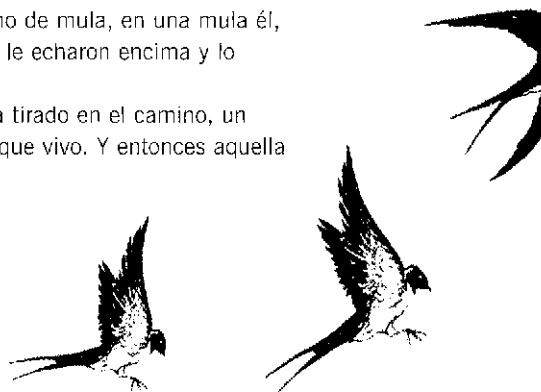 no de mula, en una mula él,
le echaron encima y lo
a tirado en el camino, un
que vivo. Y entonces aquella